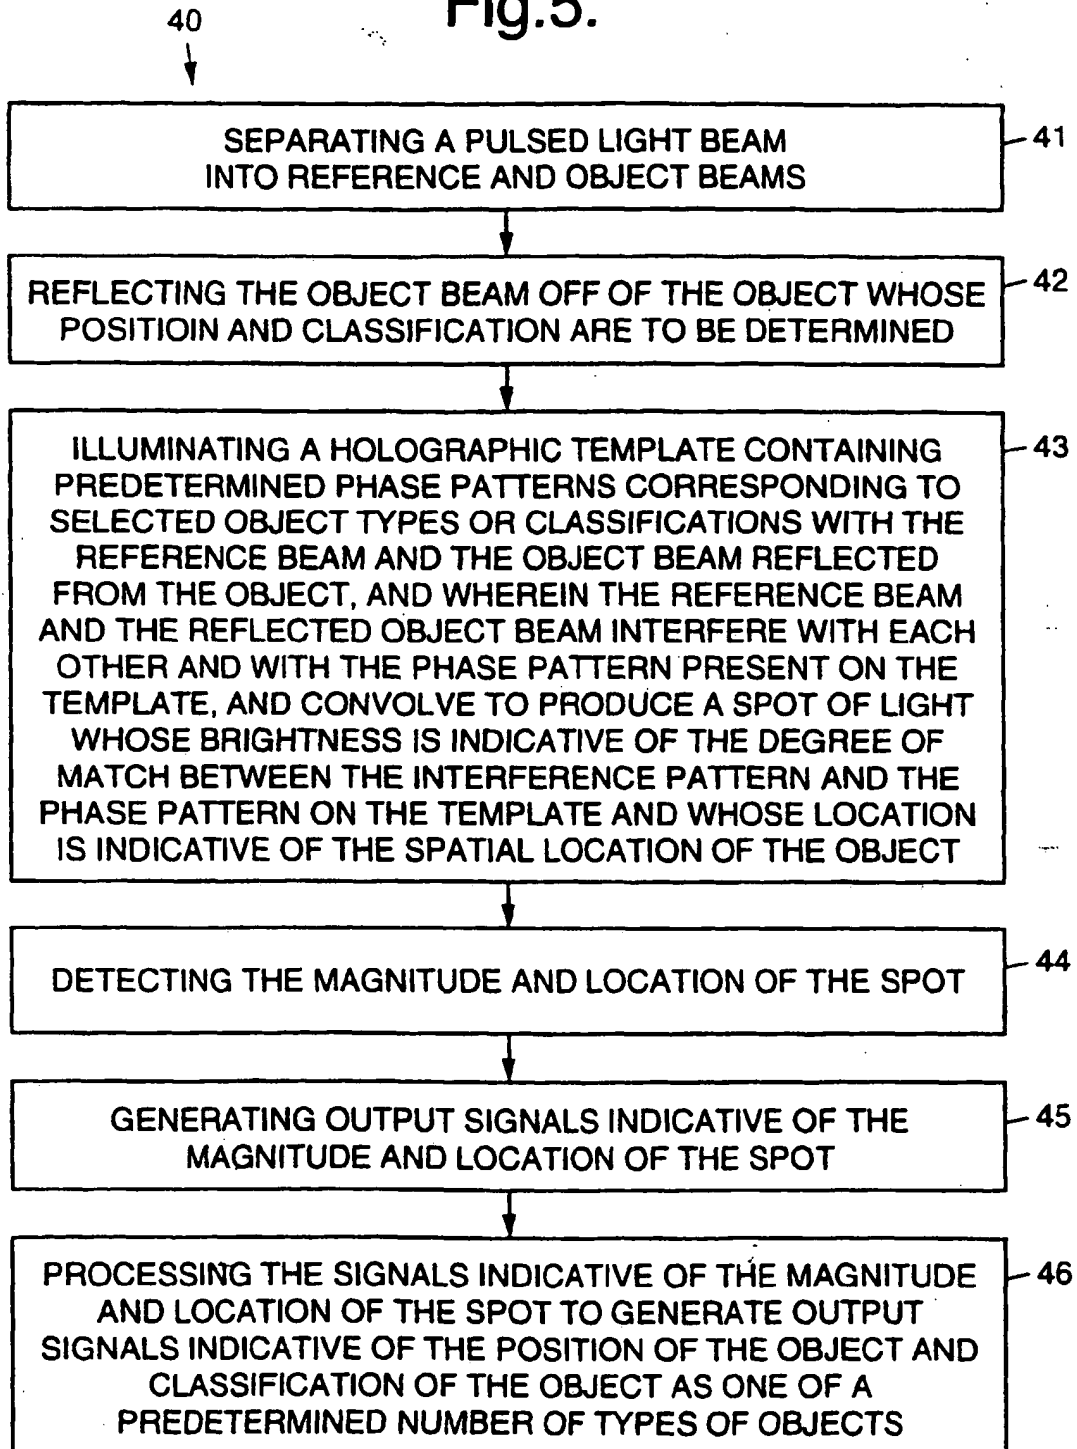 Fig.5.
40
SEPARATING A PULSED LIGHT BEAM
INTO REFERENCE AND OBJECT BEAMS
41
REFLECTING THE OBJECT BEAM OFF OF THE OBJECT WHOSE
POSITIOIN AND CLASSIFICATION ARE TO BE DETERMINED
42
ILLUMINATING A HOLOGRAPHIC TEMPLATE CONTAINING
PREDETERMINED PHASE PATTERNS CORRESPONDING TO
SELECTED OBJECT TYPES OR CLASSIFICATIONS WITH THE
REFERENCE BEAM AND THE OBJECT BEAM REFLECTED
FROM THE OBJECT, AND WHEREIN THE REFERENCE BEAM
AND THE REFLECTED OBJECT BEAM INTERFERE WITH EACH
OTHER AND WITH THE PHASE PATTERN PRESENT ON THE
TEMPLATE, AND CONVOLVE TO PRODUCE A SPOT OF LIGHT
WHOSE BRIGHTNESS IS INDICATIVE OF THE DEGREE OF
MATCH BETWEEN THE INTERFERENCE PATTERN AND THE
PHASE PATTERN ON THE TEMPLATE AND WHOSE LOCATION
IS INDICATIVE OF THE SPATIAL LOCATION OF THE OBJECT
43
DETECTING THE MAGNITUDE AND LOCATION OF THE SPOT
44
GENERATING OUTPUT SIGNALS INDICATIVE OF THE
MAGNITUDE AND LOCATION OF THE SPOT
45
PROCESSING THE SIGNALS INDICATIVE OF THE MAGNITUDE
AND LOCATION OF THE SPOT TO GENERATE OUTPUT
SIGNALS INDICATIVE OF THE POSITION OF THE OBJECT AND
CLASSIFICATION OF THE OBJECT AS ONE OF A
PREDETERMINED NUMBER OF TYPES OF OBJECTS
46